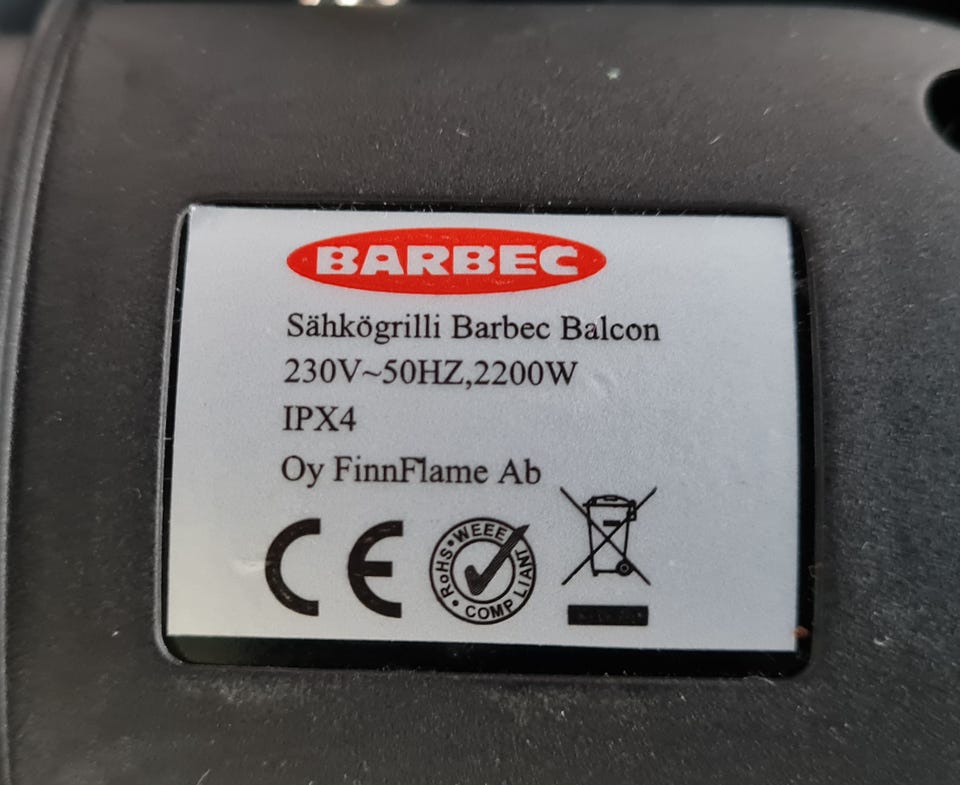 BARBEC
Sähkögrilli Barbec Balcon
230V~50HZ,2200W
IPX4
Oy FinnFlame Ab
CE
RoHS • WEEE • COMPLIANT